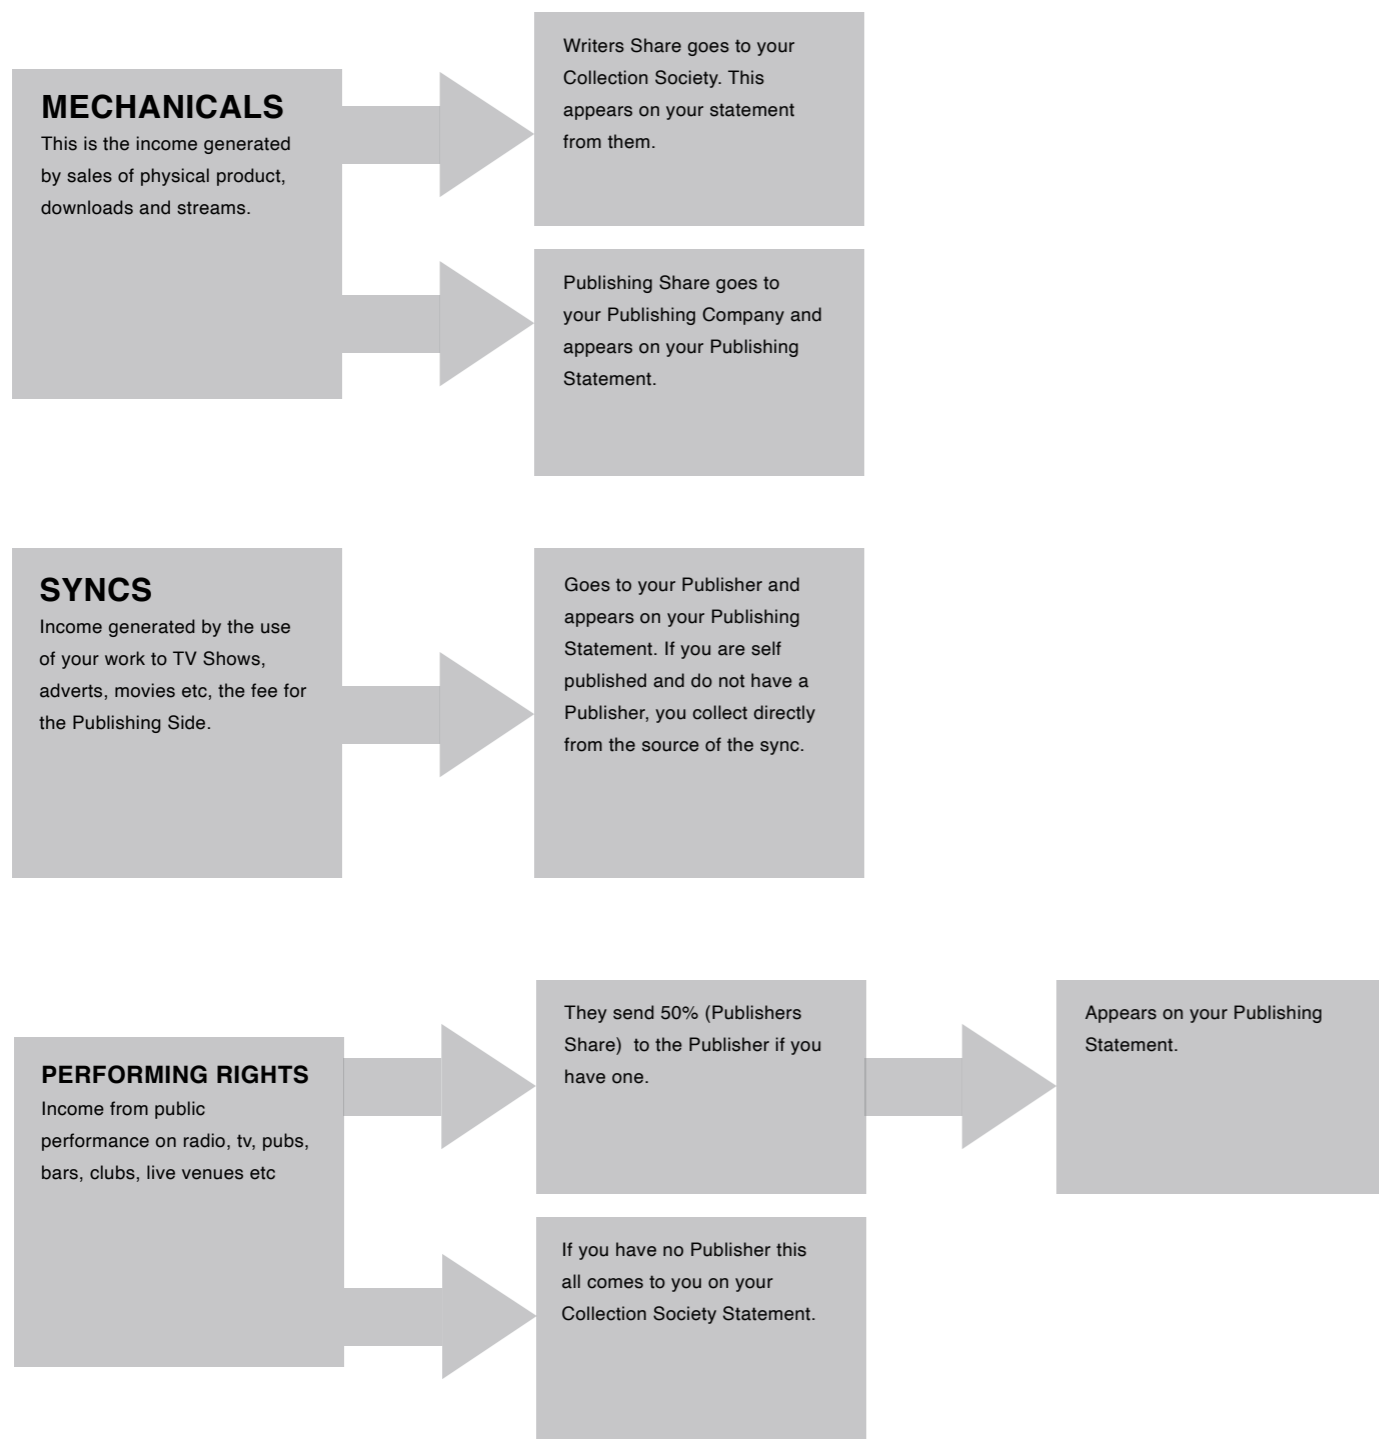 MECHANICALS
This is the income generated
by sales of physical product,
downloads and streams.
Writers Share goes to your
Collection Society. This
appears on your statement
from them.
Publishing Share goes to
your Publishing Company and
appears on your Publishing
Statement.
SYNCS
Income generated by the use
of your work to TV Shows,
adverts, movies etc, the fee for
the Publishing Side.
Goes to your Publisher and
appears on your Publishing
Statement. If you are self
published and do not have a
Publisher, you collect directly
from the source of the sync.
PERFORMING RIGHTS
Income from public
performance on radio, tv, pubs,
bars, clubs, live venues etc
They send 50% (Publishers
Share)  to the Publisher if you
have one.
Appears on your Publishing
Statement.
If you have no Publisher this
all comes to you on your
Collection Society Statement.